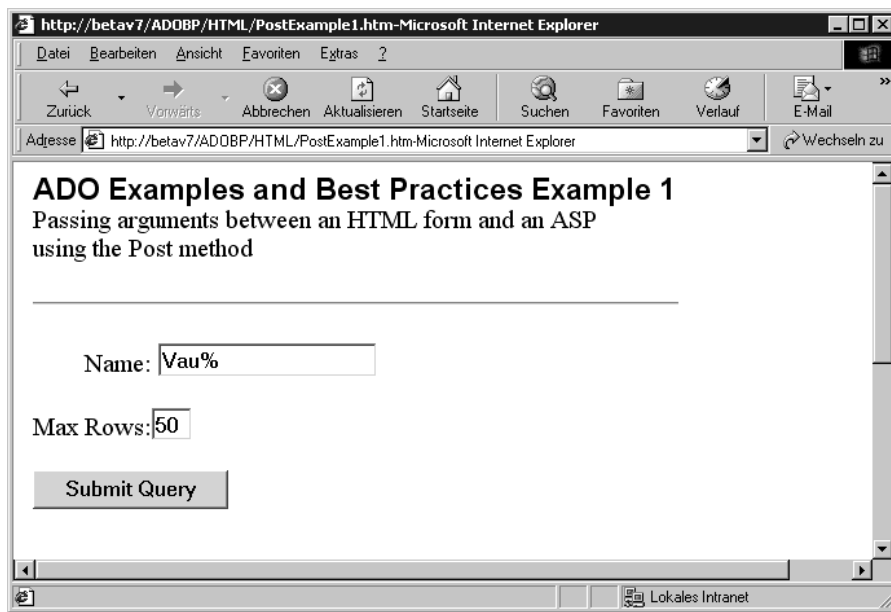 http://betav7/ADOBP/HTML/PostExample1.htm-Microsoft Internet Explorer
Datei Bearbeiten Ansicht Favoriten Extras ?
Zurück Vorwärts Abbrechen Aktualisieren Startseite Suchen Favoriten Verlauf E-Mail »
Adresse http://betav7/ADOBP/HTML/PostExample1.htm-Microsoft Internet Explorer Wechseln zu
ADO Examples and Best Practices Example 1
Passing arguments between an HTML form and an ASP
using the Post method
Name: Vau%
Max Rows: 50
Submit Query
Lokales Intranet